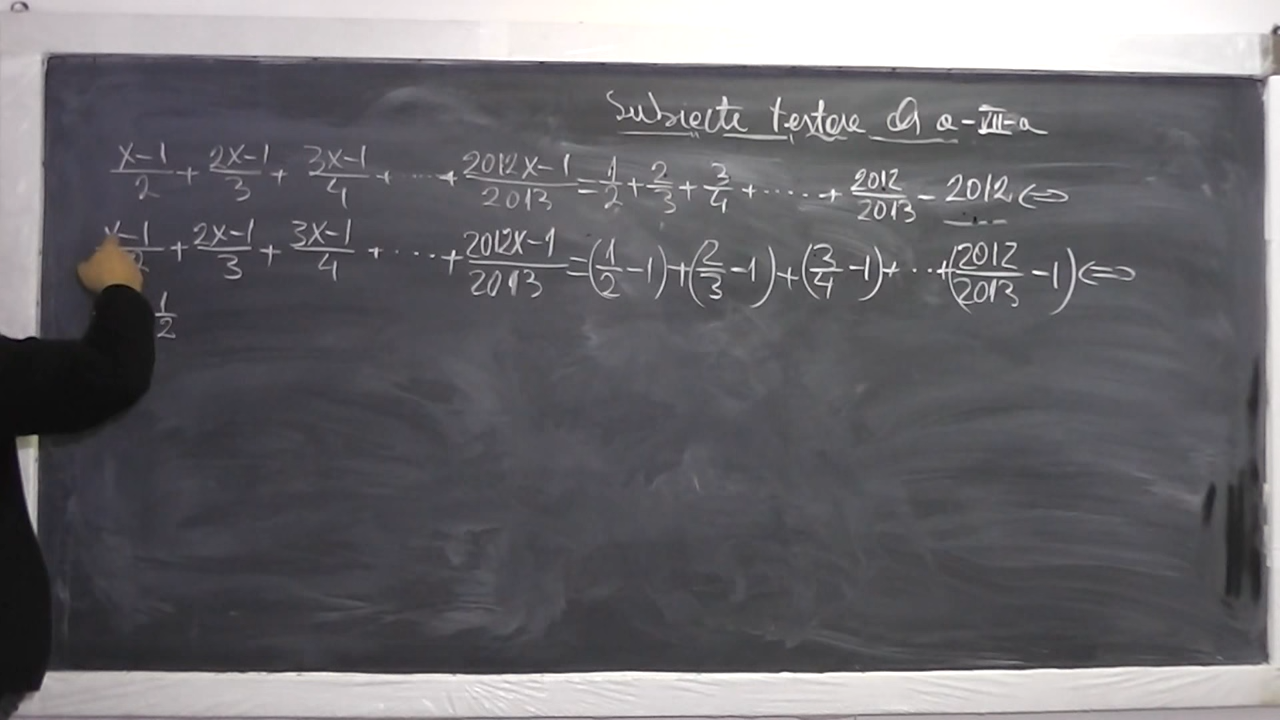 Subiecte testare cls a-VII-a
x-1/2 + 2x-1/3 + 3x-1/4 + ..... + 2012x-1/2013 = 1/2 + 2/3 + 3/4 + ...... + 2012/2013 - 2012 ⇔
x-1/2 + 2x-1/3 + 3x-1/4 + ... + 2012x-1/2013 = (1/2 - 1) + (2/3 - 1) + (3/4 - 1) + ... + (2012/2013 - 1) ⇔
1/2